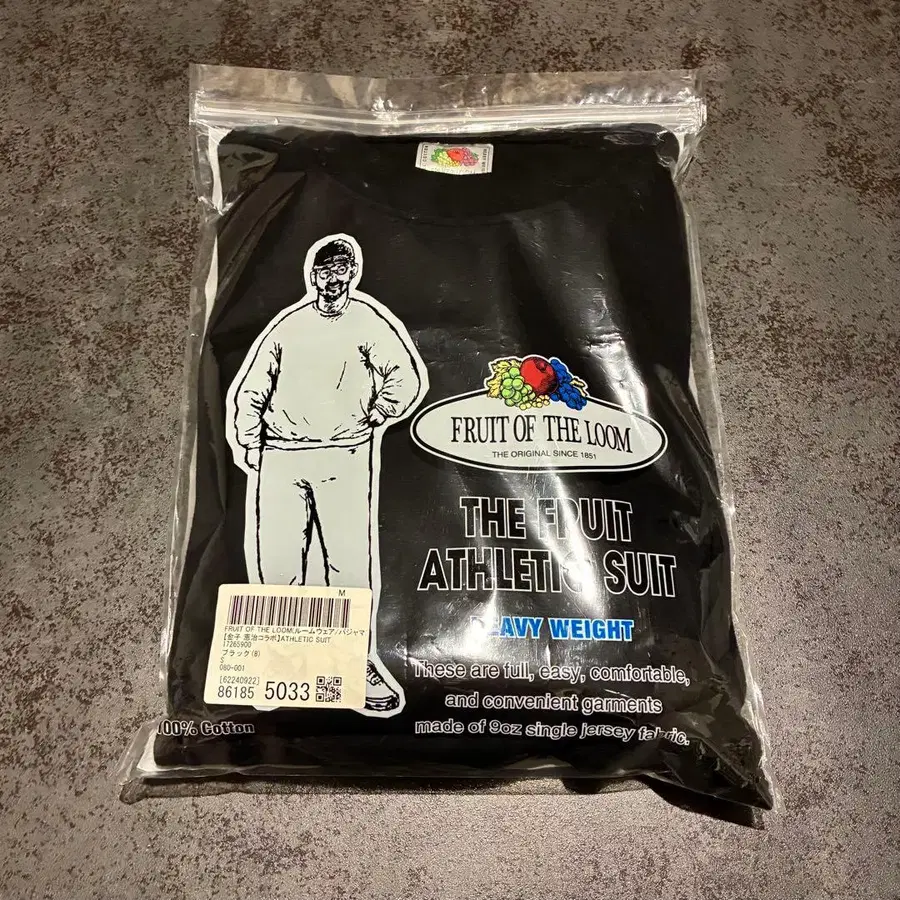 FRUIT OF THE LOOM
THE ORIGINAL SINCE 1851
THE FRUIT
ATHLETIC SUIT
HEAVY WEIGHT
These are full, easy, comfortable,
and convenient garments
made of 9oz single jersey fabric.
M
FRUIT OF THE LOOM(ルームウェア/パジャマ
【金子 恵治コラボ】ATHLETIC SUIT
17265900
ブラック(B)
S
080-001
[62240922]
86185 5033
100% Cotton